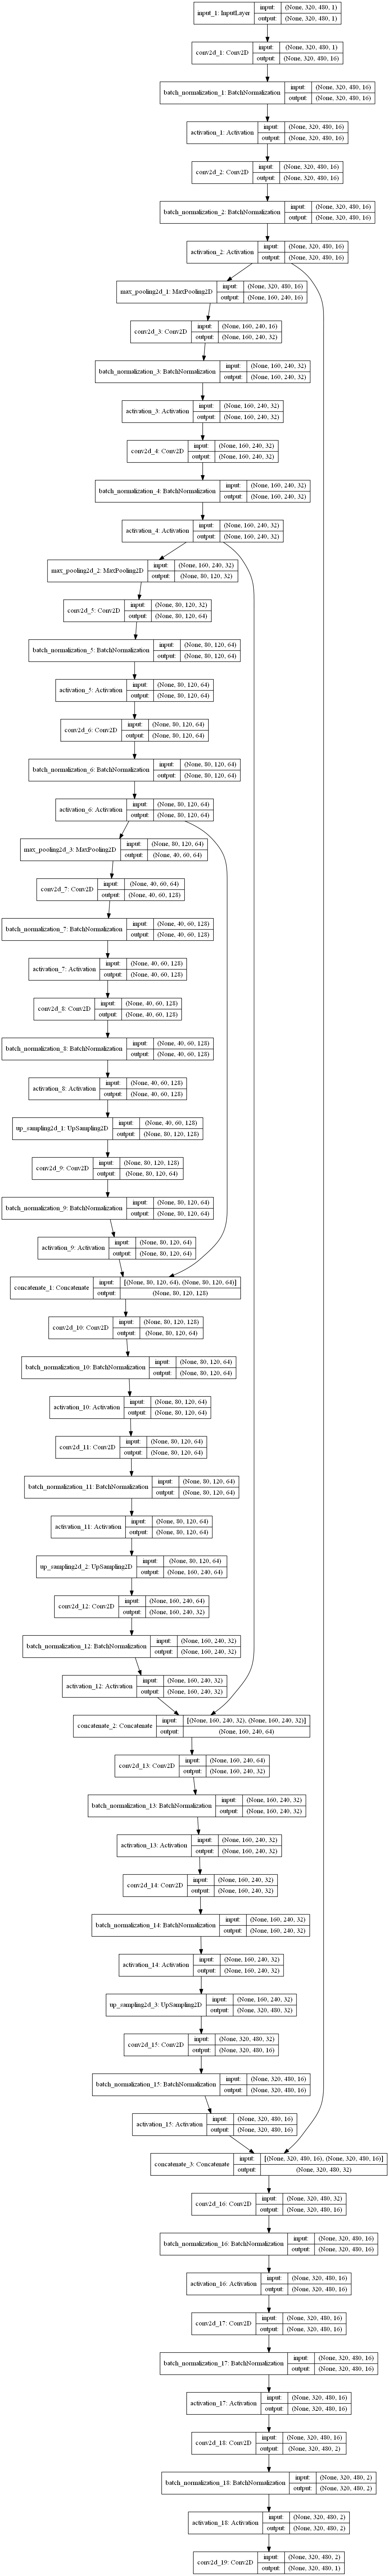 input_1: InputLayer
input: (None, 320, 480, 1)
output: (None, 320, 480, 1)
conv2d_1: Conv2D
input: (None, 320, 480, 1)
output: (None, 320, 480, 16)
batch_normalization_1: BatchNormalization
input: (None, 320, 480, 16)
output: (None, 320, 480, 16)
activation_1: Activation
input: (None, 320, 480, 16)
output: (None, 320, 480, 16)
conv2d_2: Conv2D
input: (None, 320, 480, 16)
output: (None, 320, 480, 16)
batch_normalization_2: BatchNormalization
input: (None, 320, 480, 16)
output: (None, 320, 480, 16)
activation_2: Activation
input: (None, 320, 480, 16)
output: (None, 320, 480, 16)
max_pooling2d_1: MaxPooling2D
input: (None, 320, 480, 16)
output: (None, 160, 240, 16)
conv2d_3: Conv2D
input: (None, 160, 240, 16)
output: (None, 160, 240, 32)
batch_normalization_3: BatchNormalization
input: (None, 160, 240, 32)
output: (None, 160, 240, 32)
activation_3: Activation
input: (None, 160, 240, 32)
output: (None, 160, 240, 32)
conv2d_4: Conv2D
input: (None, 160, 240, 32)
output: (None, 160, 240, 32)
batch_normalization_4: BatchNormalization
input: (None, 160, 240, 32)
output: (None, 160, 240, 32)
activation_4: Activation
input: (None, 160, 240, 32)
output: (None, 160, 240, 32)
max_pooling2d_2: MaxPooling2D
input: (None, 160, 240, 32)
output: (None, 80, 120, 32)
conv2d_5: Conv2D
input: (None, 80, 120, 32)
output: (None, 80, 120, 64)
batch_normalization_5: BatchNormalization
input: (None, 80, 120, 64)
output: (None, 80, 120, 64)
activation_5: Activation
input: (None, 80, 120, 64)
output: (None, 80, 120, 64)
conv2d_6: Conv2D
input: (None, 80, 120, 64)
output: (None, 80, 120, 64)
batch_normalization_6: BatchNormalization
input: (None, 80, 120, 64)
output: (None, 80, 120, 64)
activation_6: Activation
input: (None, 80, 120, 64)
output: (None, 80, 120, 64)
max_pooling2d_3: MaxPooling2D
input: (None, 80, 120, 64)
output: (None, 40, 60, 64)
conv2d_7: Conv2D
input: (None, 40, 60, 64)
output: (None, 40, 60, 128)
batch_normalization_7: BatchNormalization
input: (None, 40, 60, 128)
output: (None, 40, 60, 128)
activation_7: Activation
input: (None, 40, 60, 128)
output: (None, 40, 60, 128)
conv2d_8: Conv2D
input: (None, 40, 60, 128)
output: (None, 40, 60, 128)
batch_normalization_8: BatchNormalization
input: (None, 40, 60, 128)
output: (None, 40, 60, 128)
activation_8: Activation
input: (None, 40, 60, 128)
output: (None, 40, 60, 128)
up_sampling2d_1: UpSampling2D
input: (None, 40, 60, 128)
output: (None, 80, 120, 128)
conv2d_9: Conv2D
input: (None, 80, 120, 128)
output: (None, 80, 120, 64)
batch_normalization_9: BatchNormalization
input: (None, 80, 120, 64)
output: (None, 80, 120, 64)
activation_9: Activation
input: (None, 80, 120, 64)
output: (None, 80, 120, 64)
concatenate_1: Concatenate
input: [(None, 80, 120, 64), (None, 80, 120, 64)]
output: (None, 80, 120, 128)
conv2d_10: Conv2D
input: (None, 80, 120, 128)
output: (None, 80, 120, 64)
batch_normalization_10: BatchNormalization
input: (None, 80, 120, 64)
output: (None, 80, 120, 64)
activation_10: Activation
input: (None, 80, 120, 64)
output: (None, 80, 120, 64)
conv2d_11: Conv2D
input: (None, 80, 120, 64)
output: (None, 80, 120, 64)
batch_normalization_11: BatchNormalization
input: (None, 80, 120, 64)
output: (None, 80, 120, 64)
activation_11: Activation
input: (None, 80, 120, 64)
output: (None, 80, 120, 64)
up_sampling2d_2: UpSampling2D
input: (None, 80, 120, 64)
output: (None, 160, 240, 64)
conv2d_12: Conv2D
input: (None, 160, 240, 64)
output: (None, 160, 240, 32)
batch_normalization_12: BatchNormalization
input: (None, 160, 240, 32)
output: (None, 160, 240, 32)
activation_12: Activation
input: (None, 160, 240, 32)
output: (None, 160, 240, 32)
concatenate_2: Concatenate
input: [(None, 160, 240, 32), (None, 160, 240, 32)]
output: (None, 160, 240, 64)
conv2d_13: Conv2D
input: (None, 160, 240, 64)
output: (None, 160, 240, 32)
batch_normalization_13: BatchNormalization
input: (None, 160, 240, 32)
output: (None, 160, 240, 32)
activation_13: Activation
input: (None, 160, 240, 32)
output: (None, 160, 240, 32)
conv2d_14: Conv2D
input: (None, 160, 240, 32)
output: (None, 160, 240, 32)
batch_normalization_14: BatchNormalization
input: (None, 160, 240, 32)
output: (None, 160, 240, 32)
activation_14: Activation
input: (None, 160, 240, 32)
output: (None, 160, 240, 32)
up_sampling2d_3: UpSampling2D
input: (None, 160, 240, 32)
output: (None, 320, 480, 32)
conv2d_15: Conv2D
input: (None, 320, 480, 32)
output: (None, 320, 480, 16)
batch_normalization_15: BatchNormalization
input: (None, 320, 480, 16)
output: (None, 320, 480, 16)
activation_15: Activation
input: (None, 320, 480, 16)
output: (None, 320, 480, 16)
concatenate_3: Concatenate
input: [(None, 320, 480, 16), (None, 320, 480, 16)]
output: (None, 320, 480, 32)
conv2d_16: Conv2D
input: (None, 320, 480, 32)
output: (None, 320, 480, 16)
batch_normalization_16: BatchNormalization
input: (None, 320, 480, 16)
output: (None, 320, 480, 16)
activation_16: Activation
input: (None, 320, 480, 16)
output: (None, 320, 480, 16)
conv2d_17: Conv2D
input: (None, 320, 480, 16)
output: (None, 320, 480, 16)
batch_normalization_17: BatchNormalization
input: (None, 320, 480, 16)
output: (None, 320, 480, 16)
activation_17: Activation
input: (None, 320, 480, 16)
output: (None, 320, 480, 16)
conv2d_18: Conv2D
input: (None, 320, 480, 16)
output: (None, 320, 480, 2)
batch_normalization_18: BatchNormalization
input: (None, 320, 480, 2)
output: (None, 320, 480, 2)
activation_18: Activation
input: (None, 320, 480, 2)
output: (None, 320, 480, 2)
conv2d_19: Conv2D
input: (None, 320, 480, 2)
output: (None, 320, 480, 1)